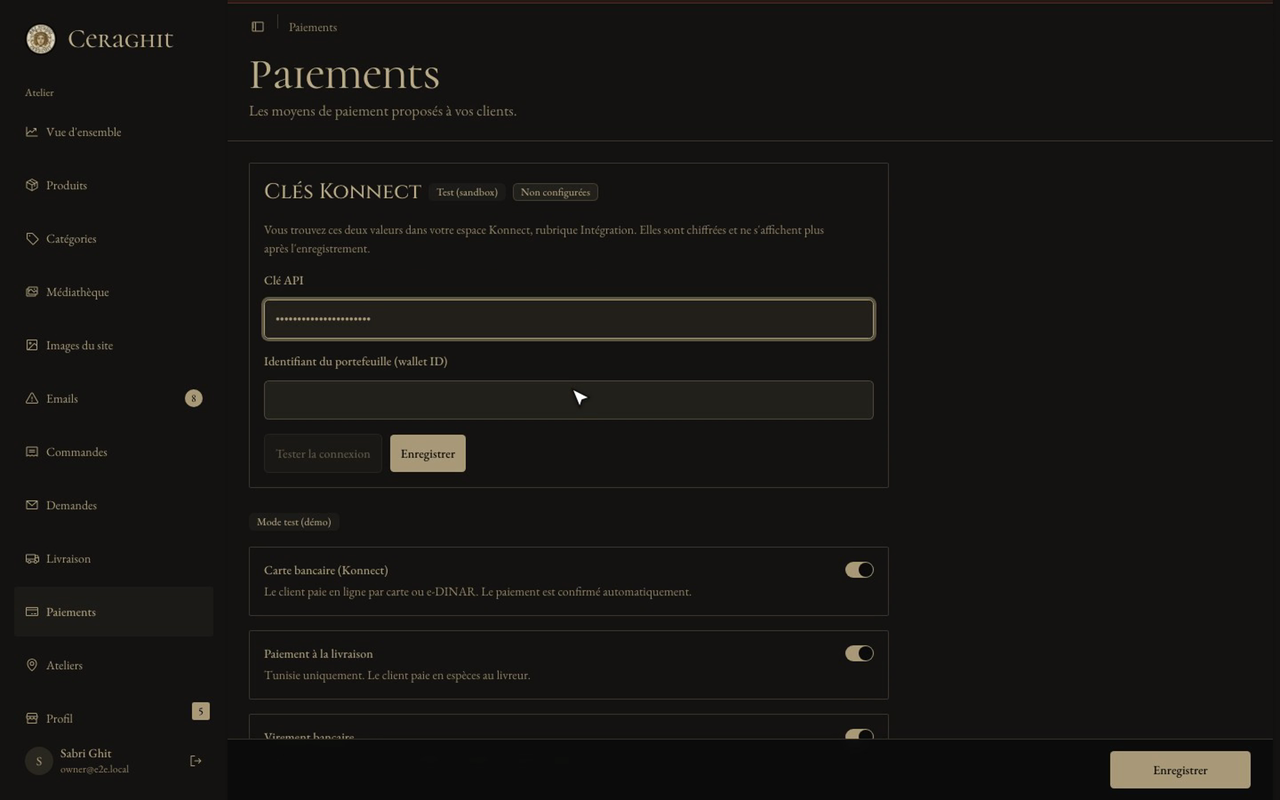 Ceraghit
Atelier
Vue d'ensemble
Produits
Catégories
Médiathèque
Images du site
Emails
8
Commandes
Demandes
Livraison
Paiements
Ateliers
Profil
5
S
Sabri Ghit
owner@e2e.local
Paiements
Paiements
Les moyens de paiement proposés à vos clients.
Clés Konnect
Test (sandbox)
Non configurées
Vous trouvez ces deux valeurs dans votre espace Konnect, rubrique Intégration. Elles sont chiffrées et ne s'affichent plus
après l'enregistrement.
Clé API
Identifiant du portefeuille (wallet ID)
Tester la connexion
Enregistrer
Mode test (démo)
Carte bancaire (Konnect)
Le client paie en ligne par carte ou e-DINAR. Le paiement est confirmé automatiquement.
Paiement à la livraison
Tunisie uniquement. Le client paie en espèces au livreur.
Virement bancaire
Enregistrer